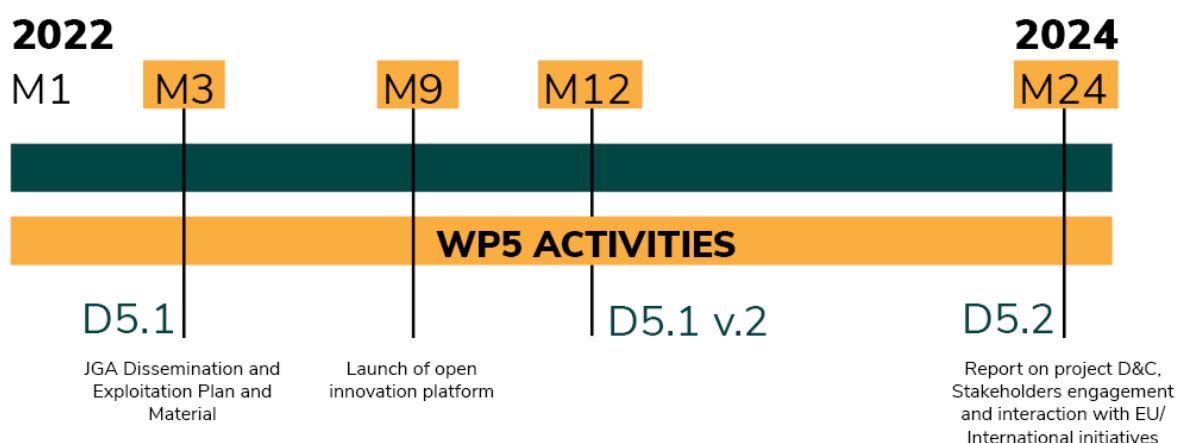 2022
2024
M1
M3
M9
M12
M24
WP5 ACTIVITIES
D5.1
JGA Dissemination and
Exploitation Plan and
Material
Launch of open
innovation platform
D5.1 v.2
D5.2
Report on project D&C,
Stakeholders engagement
and interaction with EU/
International initiatives